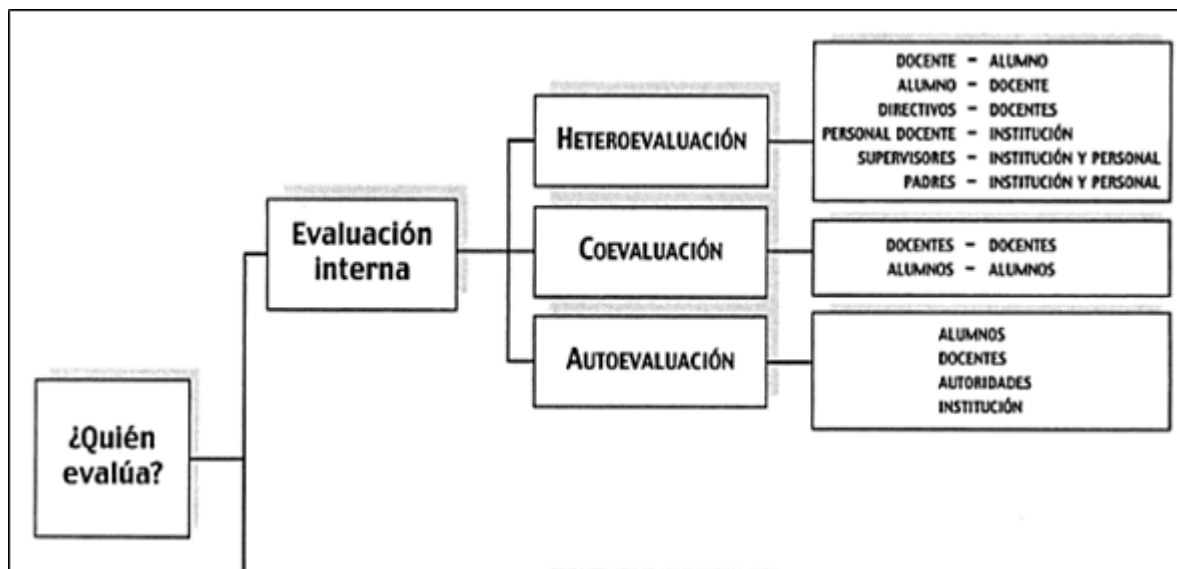 ¿Quién
evalúa?
Evaluación
interna
HETEROEVALUACIÓN
DOCENTE – ALUMNO
ALUMNO – DOCENTE
DIRECTIVOS – DOCENTES
PERSONAL DOCENTE – INSTITUCIÓN
SUPERVISORES – INSTITUCIÓN Y PERSONAL
PADRES – INSTITUCIÓN Y PERSONAL
COEVALUACIÓN
DOCENTES – DOCENTES
ALUMNOS – ALUMNOS
AUTOEVALUACIÓN
ALUMNOS
DOCENTES
AUTORIDADES
INSTITUCIÓN